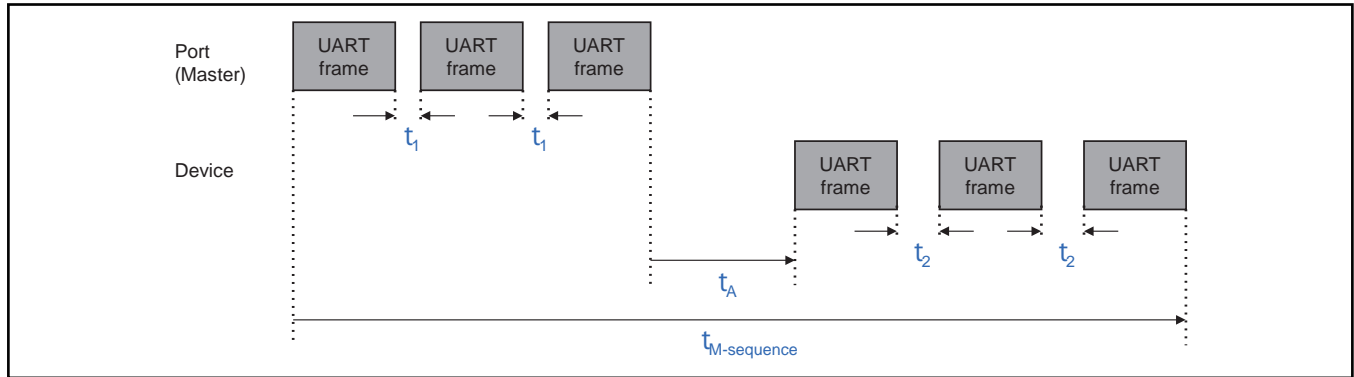 Port
(Master)
UART
frame
UART
frame
UART
frame
t1
t1
Device
UART
frame
UART
frame
UART
frame
t2
t2
tA
tM-sequence